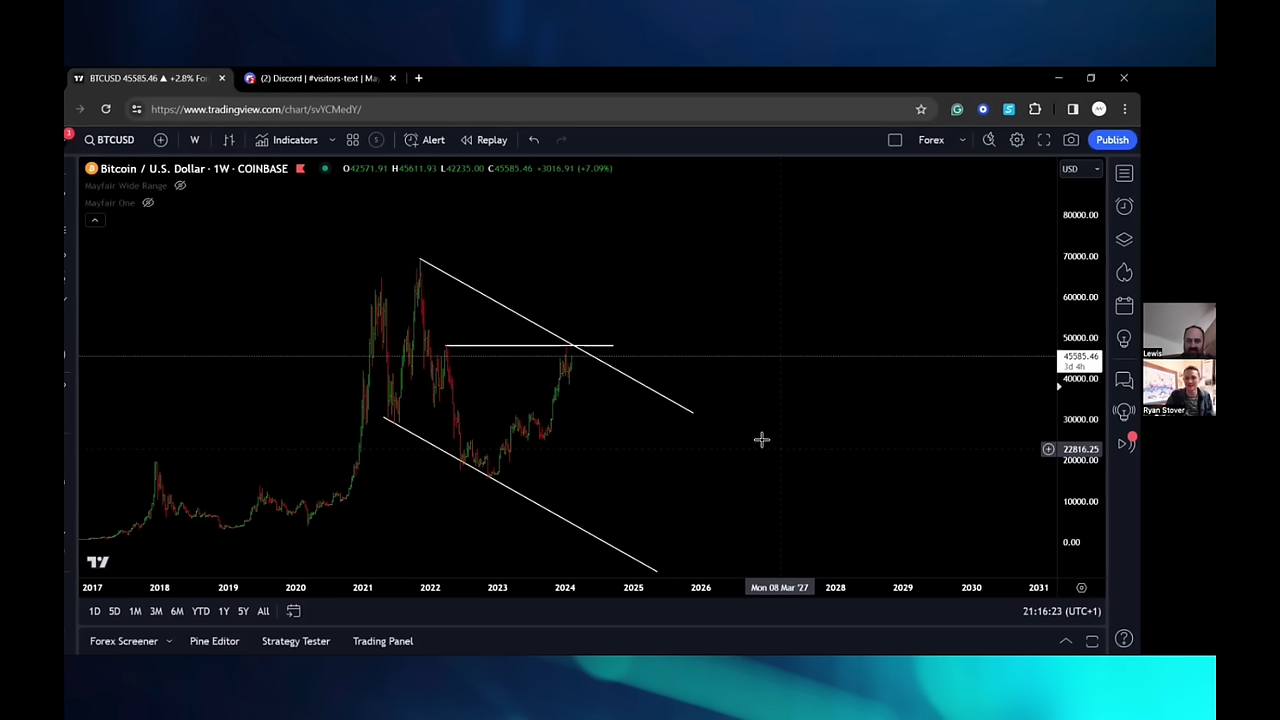 BTCUSD 45585.46 ▲ +2.8% For
(2) Discord | #visitors-text | May
https://www.tradingview.com/chart/svYCMedY/
3
BTCUSD
W
Indicators
Alert
Replay
Forex
Publish
Bitcoin / U.S. Dollar · 1W · COINBASE
O42571.91 H45611.93 L42235.00 C45585.46 +3016.91 (+7.09%)
USD
Mayfair Wide Range
Mayfair One
80000.00
70000.00
60000.00
50000.00
45585.46
3d 4h
40000.00
30000.00
22816.25
20000.00
10000.00
0.00
Lewis
Ryan Stover
2017 2018 2019 2020 2021 2022 2023 2024 2025 2026 Mon 08 Mar '27 2028 2029 2030 2031
1D 5D 1M 3M 6M YTD 1Y 5Y All
21:16:23 (UTC+1)
Forex Screener
Pine Editor
Strategy Tester
Trading Panel